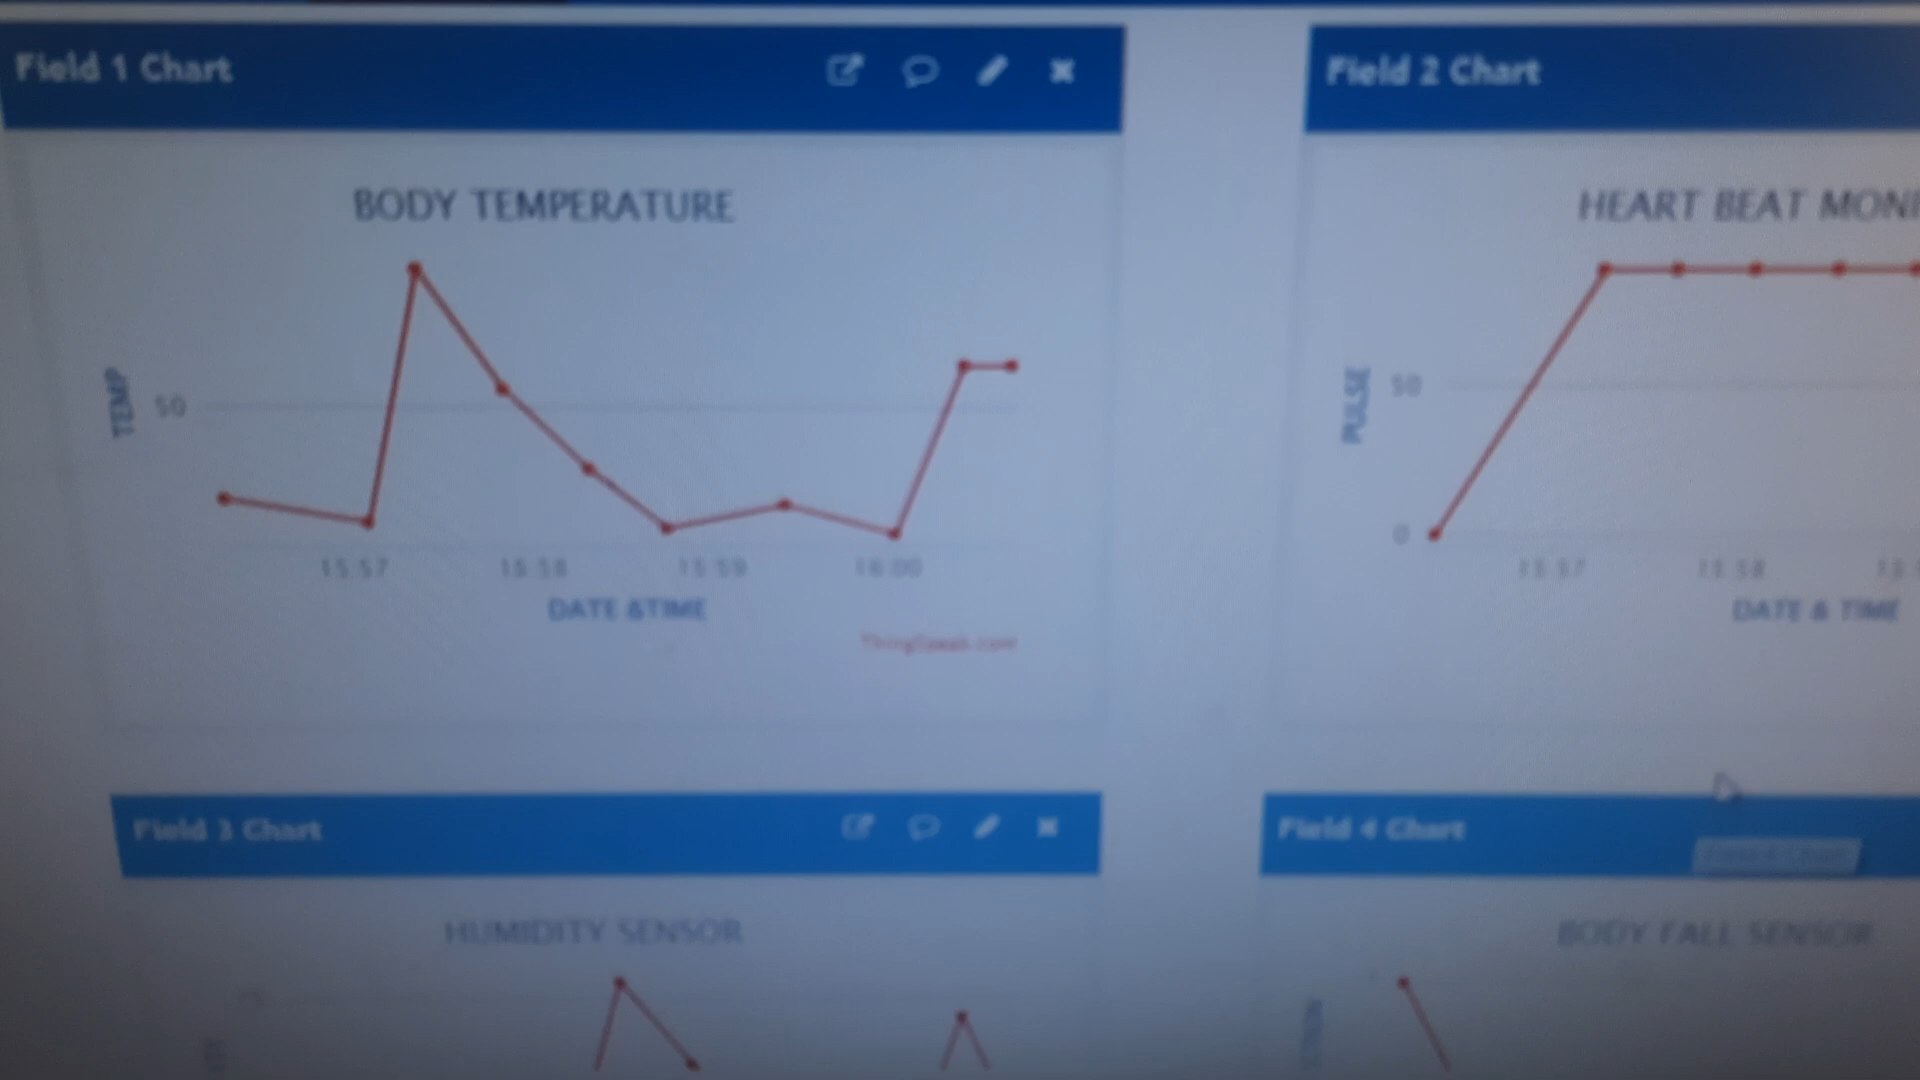 Field 1 Chart
BODY TEMPERATURE
TEMP
50
15:57 15:58 15:59 16:00
DATE &TIME
ThingSpeak.com
Field 2 Chart
HEART BEAT
PULSE
50
0
15:57 15:58
DATE & TIME
Field 3 Chart
HUMIDITY SENSOR
Field 4 Chart
BODY FALL SENSOR